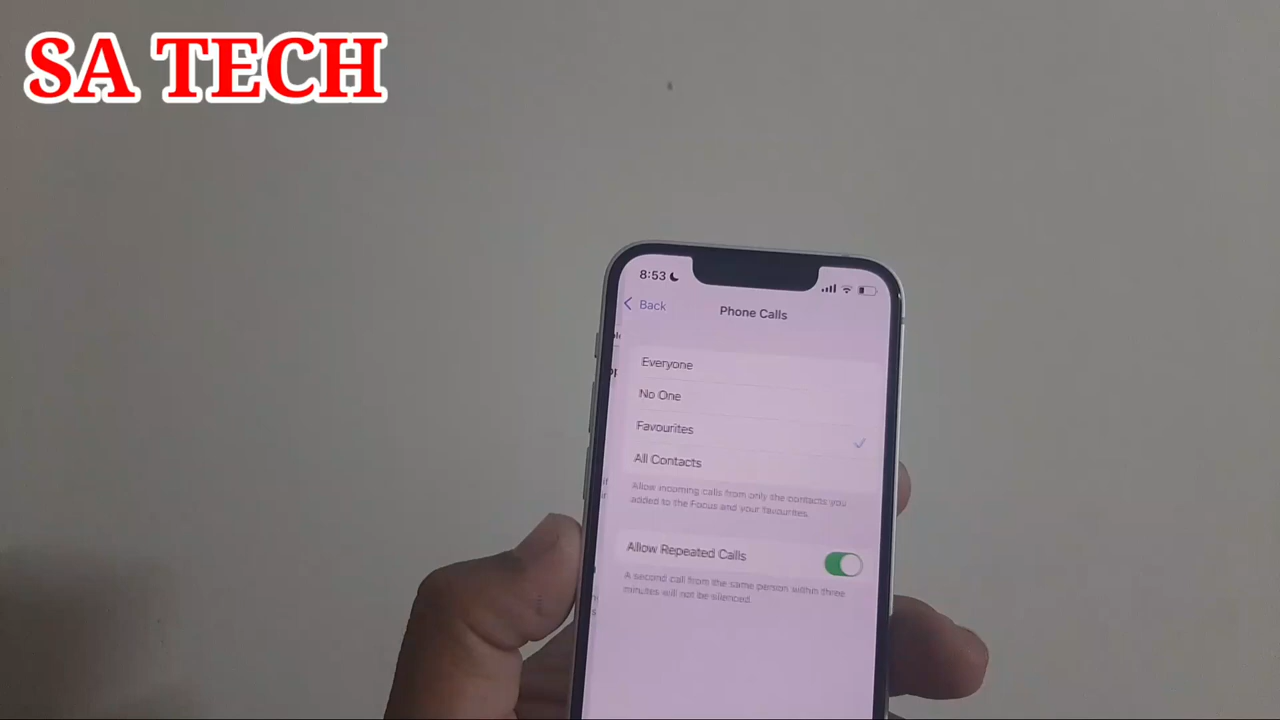 SA TECH
8:53
Back
Phone Calls
Everyone
No One
Favourites
All Contacts
Allow incoming calls from only the contacts you
added to the Focus and your favourites.
Allow Repeated Calls
A second call from the same person within three
minutes will not be silenced.